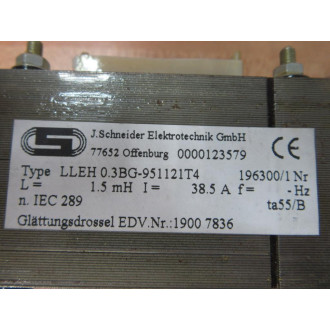 J.Schneider Elektrotechnik GmbH
77652 Offenburg 0000123579
CE
Type LLEH 0.3BG-951121T4 196300/1 Nr
L = 1.5 mH I = 38.5 A f = - Hz
n. IEC 289 ta55/B
Glättungsdrossel EDV.Nr.:1900 7836